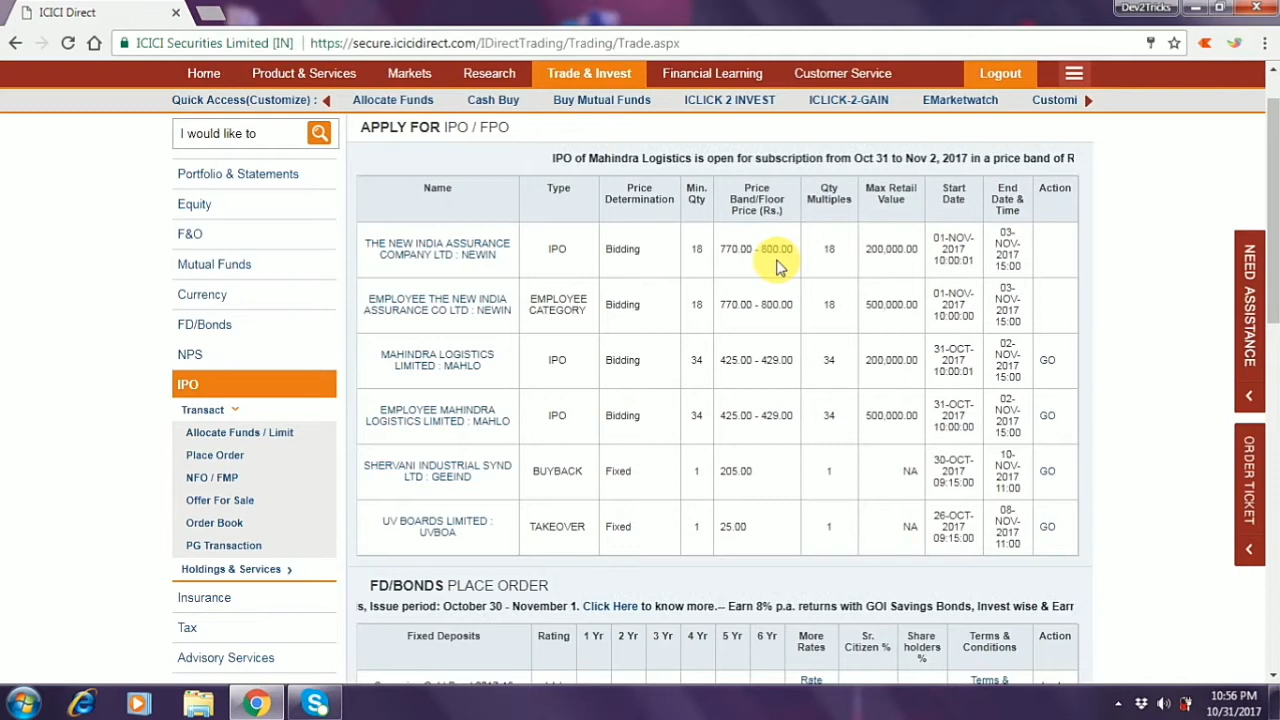 ICICI Direct
Dev2Tricks
ICICI Securities Limited [IN]
https://secure.icicidirect.com/IDirectTrading/Trading/Trade.aspx
Home Product & Services Markets Research Trade & Invest Financial Learning Customer Service Logout
Quick Access(Customize) : Allocate Funds Cash Buy Buy Mutual Funds ICLICK 2 INVEST ICLICK-2-GAIN EMarketwatch Customi
I would like to
Portfolio & Statements
Equity
F&O
Mutual Funds
Currency
FD/Bonds
NPS
IPO
Transact
Allocate Funds / Limit
Place Order
NFO / FMP
Offer For Sale
Order Book
PG Transaction
Holdings & Services
Insurance
Tax
Advisory Services
APPLY FOR IPO / FPO
IPO of Mahindra Logistics is open for subscription from Oct 31 to Nov 2, 2017 in a price band of R
Name Type Price Determination Min. Qty Price Band/Floor Price (Rs.) Qty Multiples Max Retail Value Start Date End Date & Time Action
THE NEW INDIA ASSURANCE COMPANY LTD : NEWIN IPO Bidding 18 770.00 - 800.00 18 200,000.00 01-NOV-2017 10:00:01 03-NOV-2017 15:00
EMPLOYEE THE NEW INDIA ASSURANCE CO LTD : NEWIN EMPLOYEE CATEGORY Bidding 18 770.00 - 800.00 18 500,000.00 01-NOV-2017 10:00:00 03-NOV-2017 15:00
MAHINDRA LOGISTICS LIMITED : MAHLO IPO Bidding 34 425.00 - 429.00 34 200,000.00 31-OCT-2017 10:00:01 02-NOV-2017 15:00 GO
EMPLOYEE MAHINDRA LOGISTICS LIMITED : MAHLO IPO Bidding 34 425.00 - 429.00 34 500,000.00 31-OCT-2017 10:00:00 02-NOV-2017 15:00 GO
SHERVANI INDUSTRIAL SYND LTD : GEEIND BUYBACK Fixed 1 205.00 1 NA 30-OCT-2017 09:15:00 10-NOV-2017 11:00 GO
UV BOARDS LIMITED : UVBOA TAKEOVER Fixed 1 25.00 1 NA 26-OCT-2017 09:15:00 08-NOV-2017 11:00 GO
FD/BONDS PLACE ORDER
s, Issue period: October 30 - November 1. Click Here to know more.-- Earn 8% p.a. returns with GOI Savings Bonds, Invest wise & Earr
Fixed Deposits Rating 1 Yr 2 Yr 3 Yr 4 Yr 5 Yr 6 Yr More Rates Sr. Citizen % Share holders % Terms & Conditions Action
Rate Terms &
NEED ASSISTANCE
ORDER TICKET
10:56 PM
10/31/2017